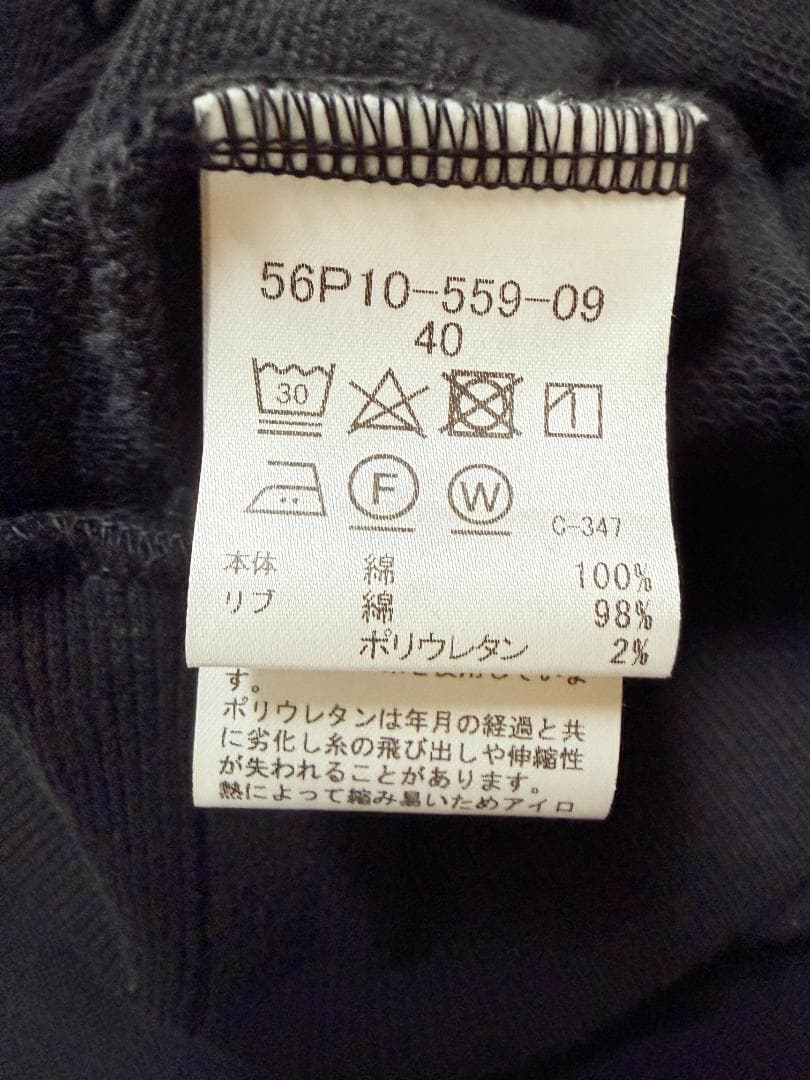 56P10-559-09
40
30
F W C-347
本体 綿 100%
リブ 綿 98%
ポリウレタン 2%
す。
ポリウレタンは年月の経過と共
に劣化し糸の飛び出しや伸縮性
が失われることがあります。
熱によって縮み易いためアイロ